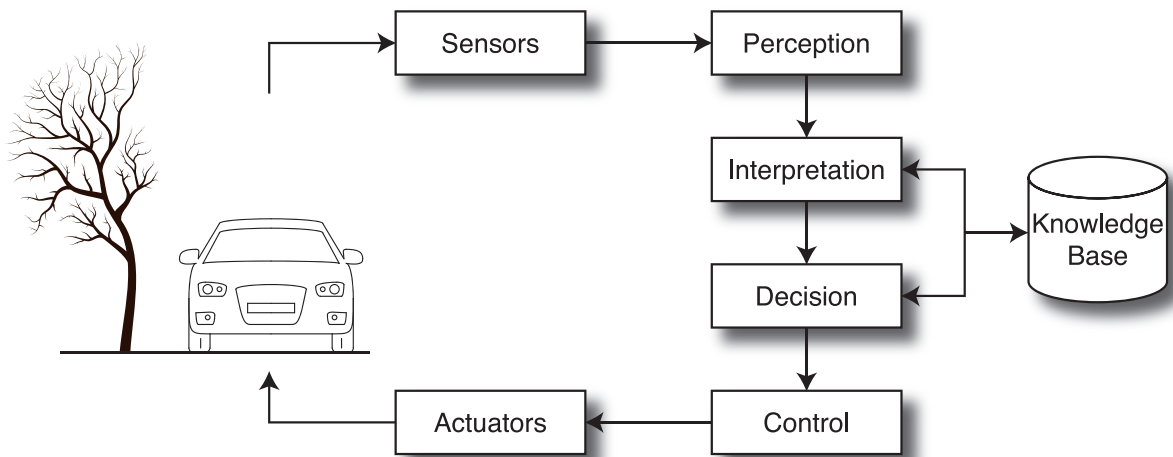 Sensors
Perception
Interpretation
Knowledge
Base
Decision
Actuators
Control